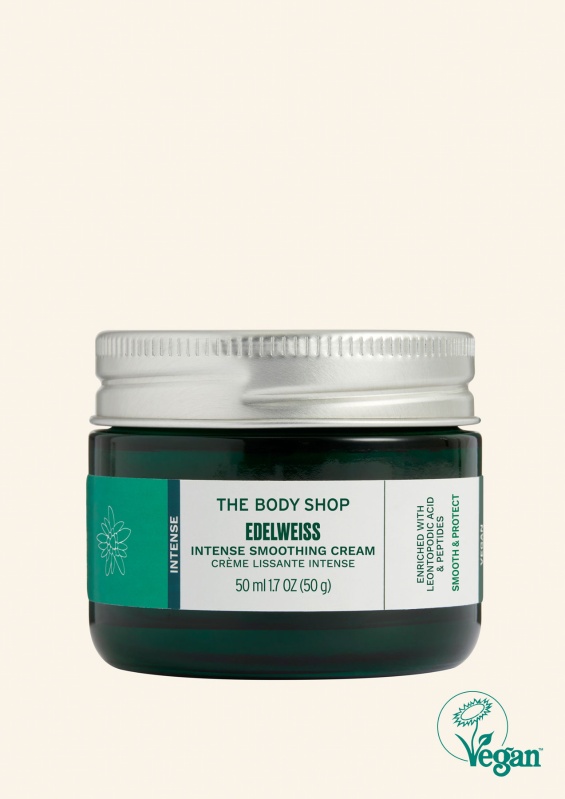 INTENSE
THE BODY SHOP
EDELWEISS
INTENSE SMOOTHING CREAM
CRÈME LISSANTE INTENSE
50 ml 1.7 OZ (50 g)
ENRICHED WITH
LEONTOPODIC ACID
& PEPTIDES
SMOOTH & PROTECT
VEGAN
Vegan™